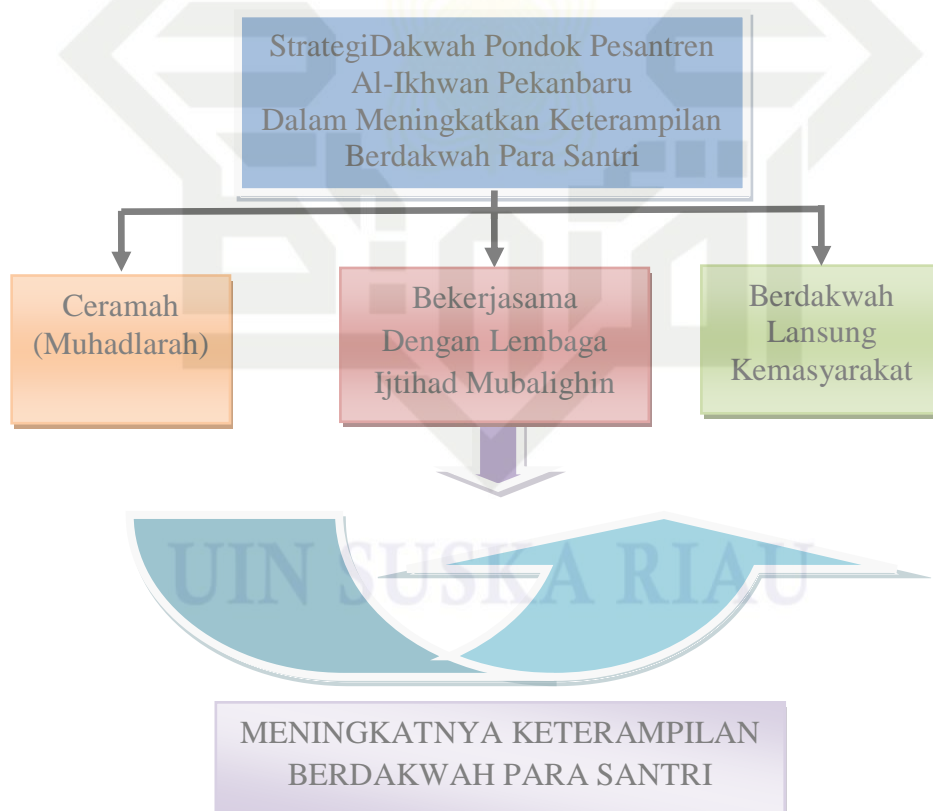 StrategiDakwah Pondok Pesantren
Al-Ikhwan Pekanbaru
Dalam Meningkatkan Keterampilan
Berdakwah Para Santri
Ceramah
(Muhadlarah)
Bekerjasama
Dengan Lembaga
Ijtihad Mubalighin
Berdakwah
Lansung
Kemasyarakat
UIN SUSKA RIAU
MENINGKATNYA KETERAMPILAN
BERDAKWAH PARA SANTRI